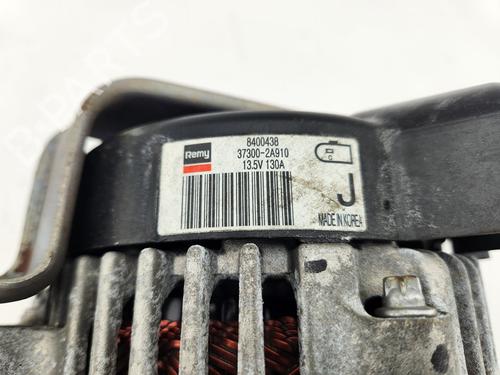 Remy
8400438
37300-2A910
13.5V 130A
J
MADE IN KOREA